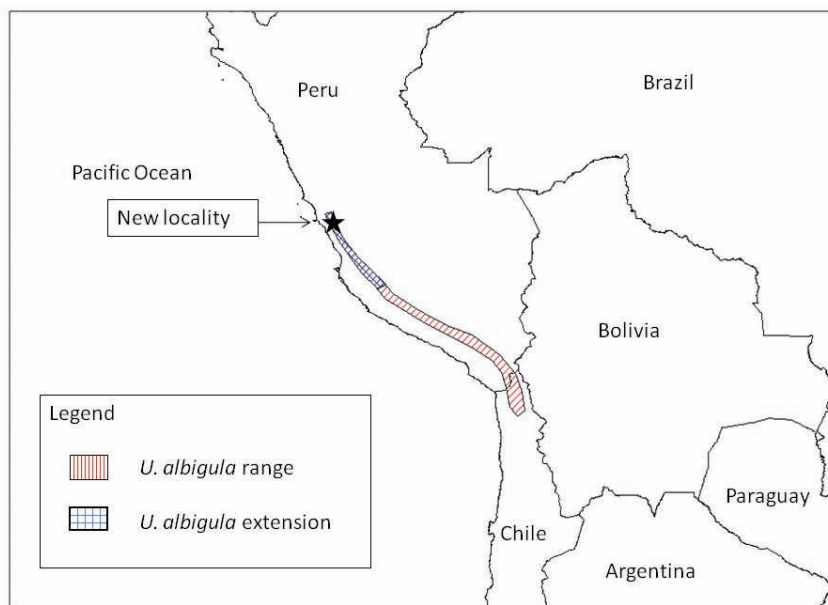 Peru
Brazil
Pacific Ocean
New locality
Bolivia
Legend
U. albigula range
U. albigula extension
Paraguay
Chile
Argentina